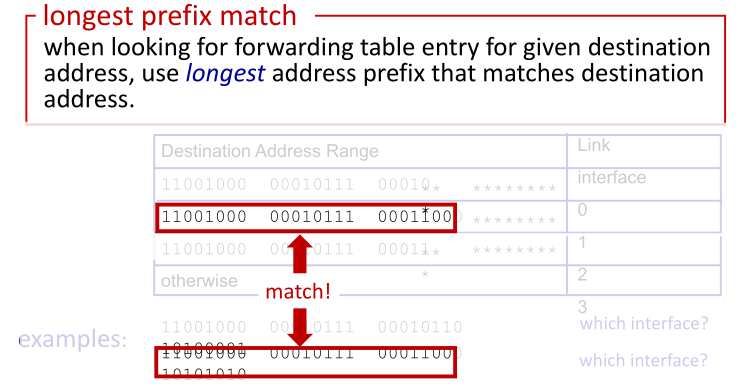 longest prefix match
when looking for forwarding table entry for given destination
address, use longest address prefix that matches destination
address.
Destination Address Range
Link
interface
11001000 00010111 00010** ********
*
0
11001000 00010111 00011000 ********
1
11001000 00010111 00011** ********
*
2
otherwise
3
match!
examples:
11001000 00010111 00010110
10100001
which interface?
11001000 00010111 00011000
10101010
which interface?